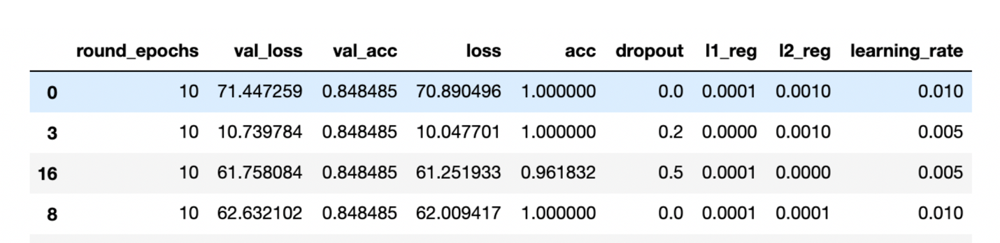 round_epochs val_loss val_acc loss acc dropout l1_reg l2_reg learning_rate
0 10 71.447259 0.848485 70.890496 1.000000 0.0 0.0001 0.0010 0.010
3 10 10.739784 0.848485 10.047701 1.000000 0.2 0.0000 0.0010 0.005
16 10 61.758084 0.848485 61.251933 0.961832 0.5 0.0001 0.0000 0.005
8 10 62.632102 0.848485 62.009417 1.000000 0.0 0.0001 0.0001 0.010